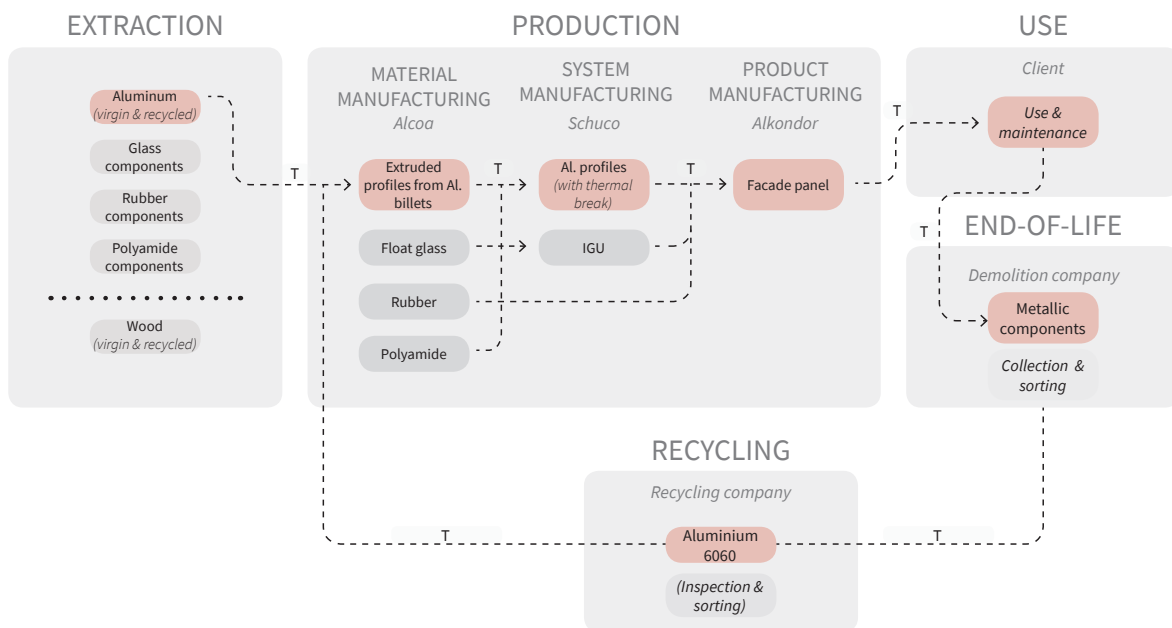 EXTRACTION
Aluminum
(virgin & recycled)
Glass
components
Rubber
components
Polyamide
components
Wood
(virgin & recycled)
T
PRODUCTION
MATERIAL
MANUFACTURING
Alcoa
Extruded
profiles from Al.
billets
Float glass
Rubber
Polyamide
T
SYSTEM
MANUFACTURING
Schuco
Al. profiles
(with thermal
break)
IGU
T
PRODUCT
MANUFACTURING
Alkondor
Facade panel
T
USE
Client
Use &
maintenance
T
END-OF-LIFE
Demolition company
Metallic
components
Collection &
sorting
RECYCLING
Recycling company
T
Aluminium
6060
T
(Inspection &
sorting)